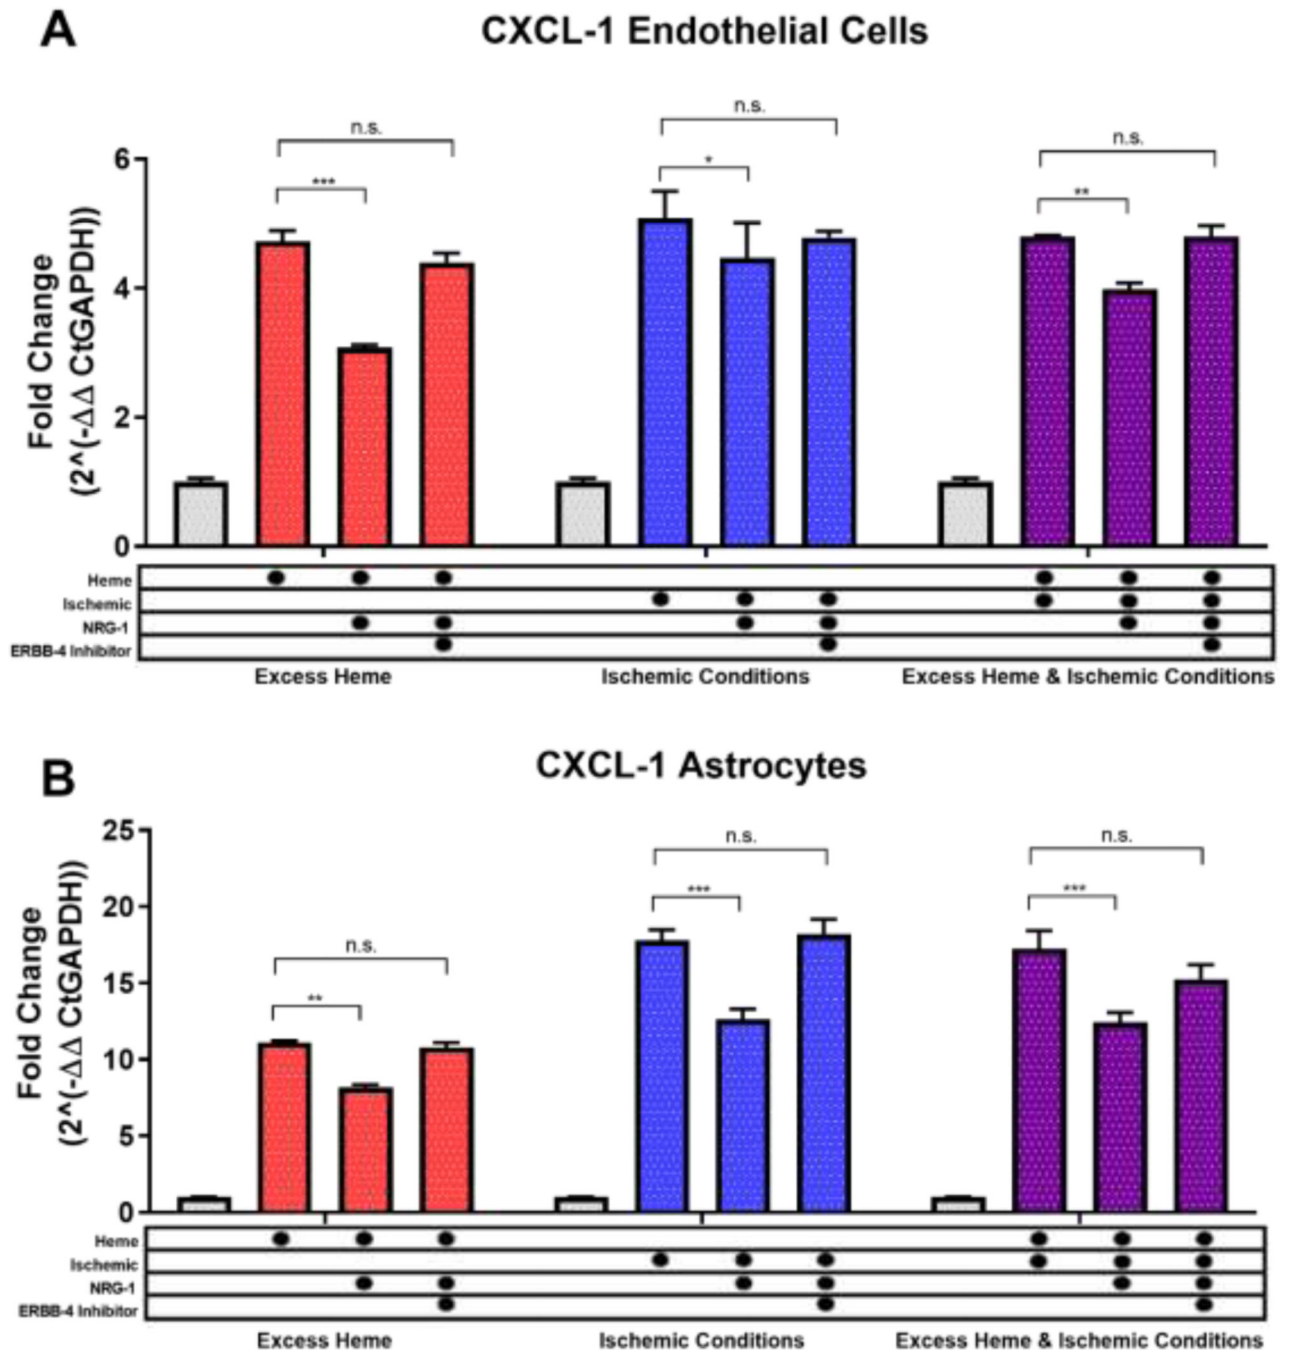 A
CXCL-1 Endothelial Cells
n.s.
n.s.
n.s.
***
*
**
Fold Change
(2^(-ΔΔ CtGAPDH))
6
4
2
0
Heme
Ischemic
NRG-1
ERBB-4 Inhibitor
Excess Heme
Ischemic Conditions
Excess Heme & Ischemic Conditions
B
CXCL-1 Astrocytes
n.s.
n.s.
n.s.
**
***
***
Fold Change
(2^(-ΔΔ CtGAPDH))
25
20
15
10
5
0
Heme
Ischemic
NRG-1
ERBB-4 Inhibitor
Excess Heme
Ischemic Conditions
Excess Heme & Ischemic Conditions